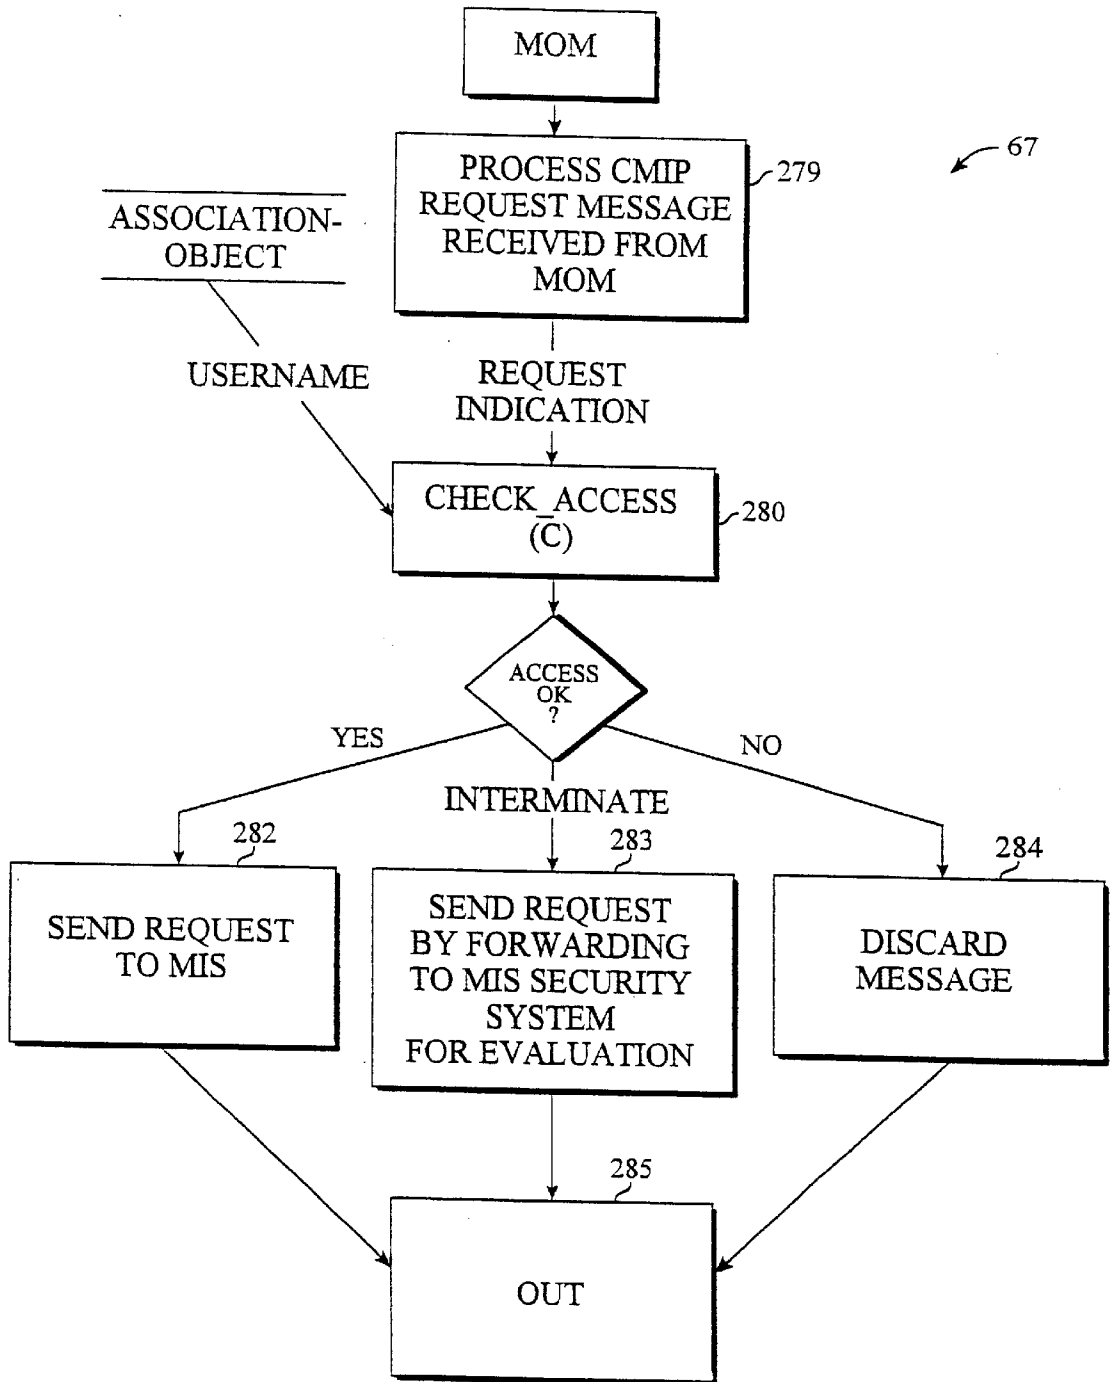 MOM
67
PROCESS CMIP
REQUEST MESSAGE
RECEIVED FROM
MOM
279
ASSOCIATION-
OBJECT
USERNAME
REQUEST
INDICATION
CHECK_ACCESS
(C)
280
ACCESS
OK
?
YES
INTERMINATE
NO
282
SEND REQUEST
TO MIS
283
SEND REQUEST
BY FORWARDING
TO MIS SECURITY
SYSTEM
FOR EVALUATION
284
DISCARD
MESSAGE
285
OUT